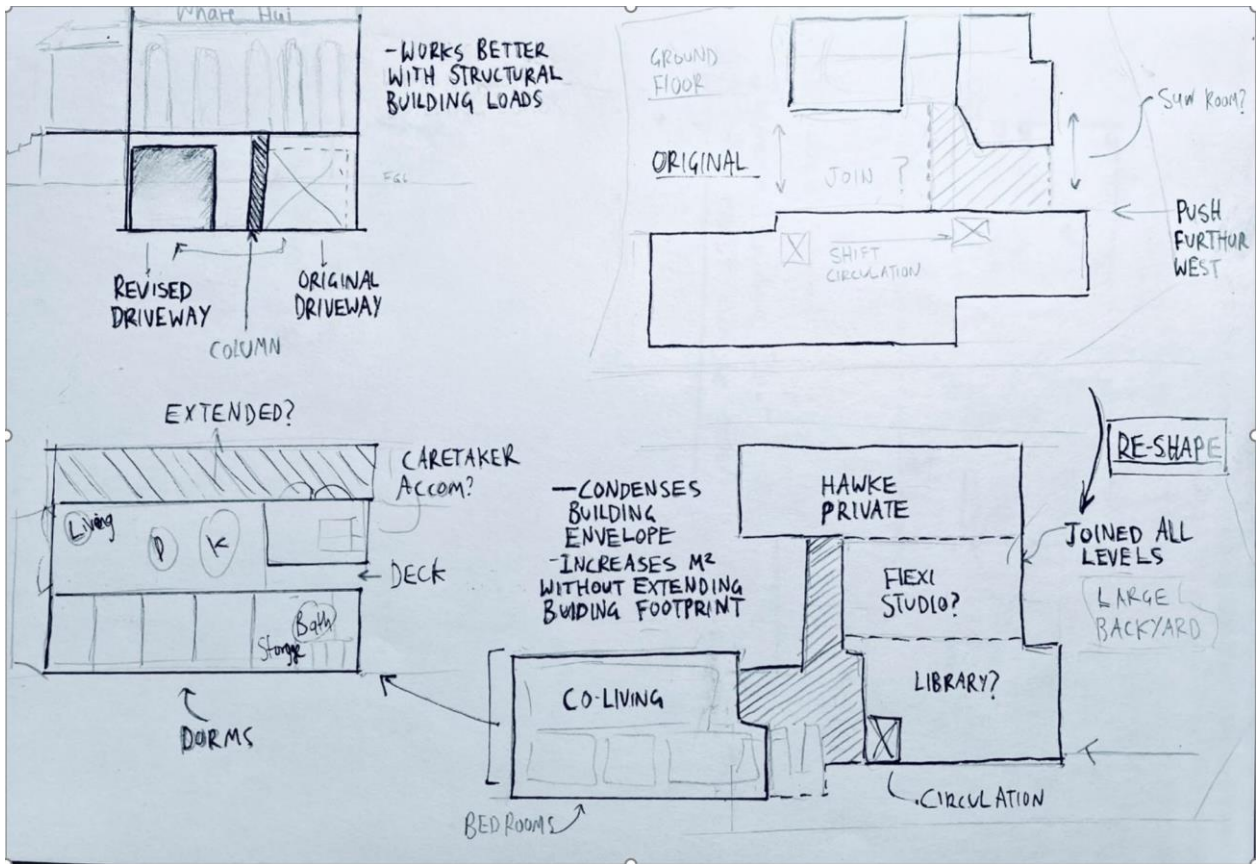 Whare Hui
-WORKS BETTER
WITH STRUCTURAL
BUILDING LOADS
FGL
REVISED
DRIVEWAY
ORIGINAL
DRIVEWAY
COLUMN
GROUND
FLOOR
ORIGINAL
JOIN ?
SHIFT
CIRCULATION
SUN ROOM?
PUSH
FURTHUR
WEST
EXTENDED?
CARETAKER
ACCOM?
Living
D
K
DECK
Bath
Storage
DORMS
-CONDENSES
BUILDING
ENVELOPE
-INCREASES M²
WITHOUT EXTENDING
BUIDING FOOTPRINT
HAWKE
PRIVATE
FLEXI
STUDIO?
LIBRARY?
CO-LIVING
BEDROOMS
CIRCULATION
RE-SHAPE
JOINED ALL
LEVELS
LARGE
BACKYARD